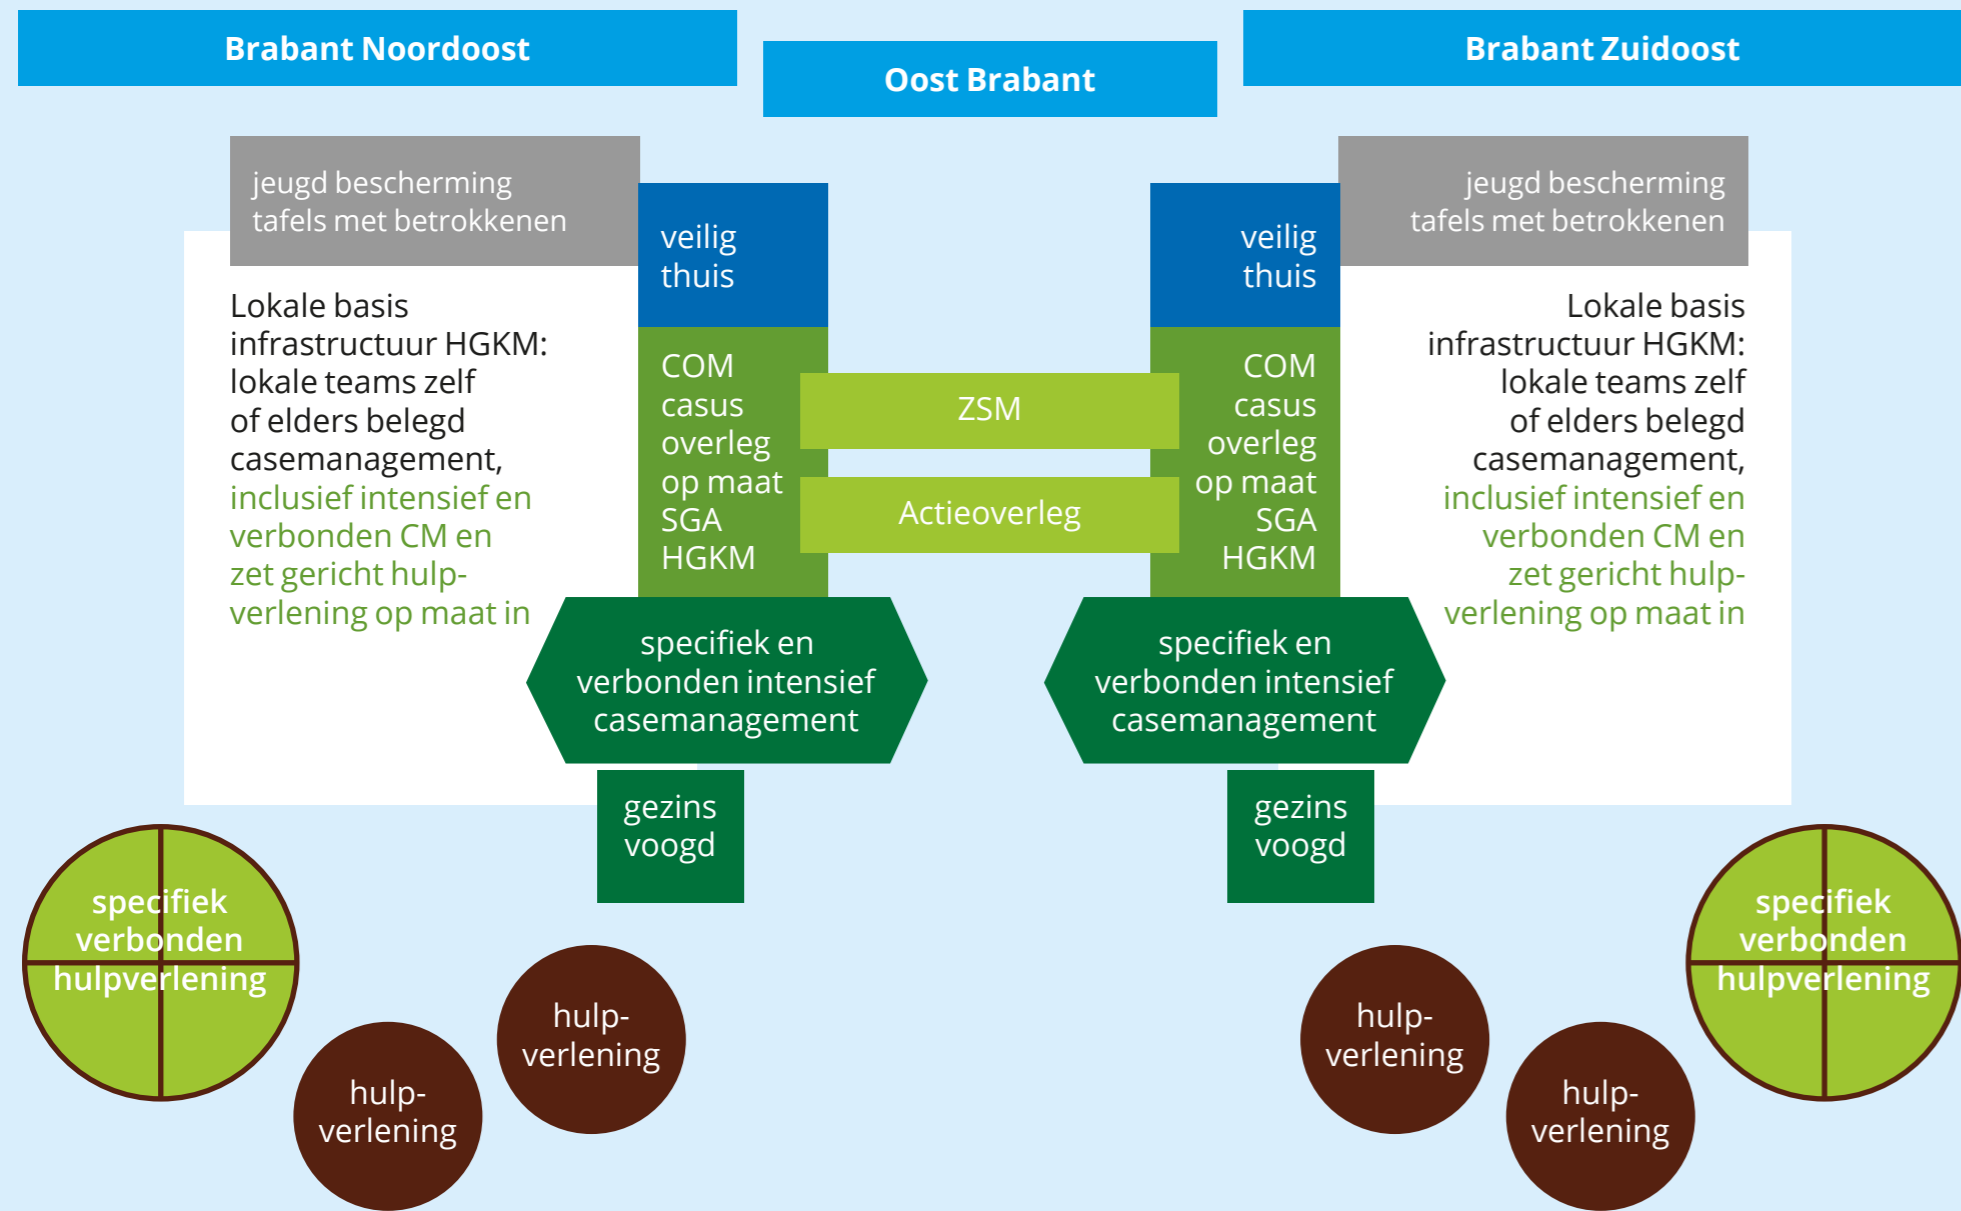 Brabant Noordoost
Oost Brabant
Brabant Zuidoost
jeugd bescherming
tafels met betrokkenen
veilig
thuis
Lokale basis
infrastructuur HGKM:
lokale teams zelf
of elders belegd
casemanagement,
inclusief intensief en
verbonden CM en
zet gericht hulp-
verlening op maat in
COM
casus
overleg
op maat
SGA
HGKM
ZSM
Actieoverleg
veilig
thuis
jeugd bescherming
tafels met betrokkenen
COM
casus
overleg
op maat
SGA
HGKM
Lokale basis
infrastructuur HGKM:
lokale teams zelf
of elders belegd
casemanagement,
inclusief intensief en
verbonden CM en
zet gericht hulp-
verlening op maat in
specifiek en
verbonden intensief
casemanagement
specifiek en
verbonden intensief
casemanagement
gezins
voogd
gezins
voogd
specifiek
verbonden
hulpverlening
hulp-
verlening
hulp-
verlening
hulp-
verlening
hulp-
verlening
specifiek
verbonden
hulpverlening